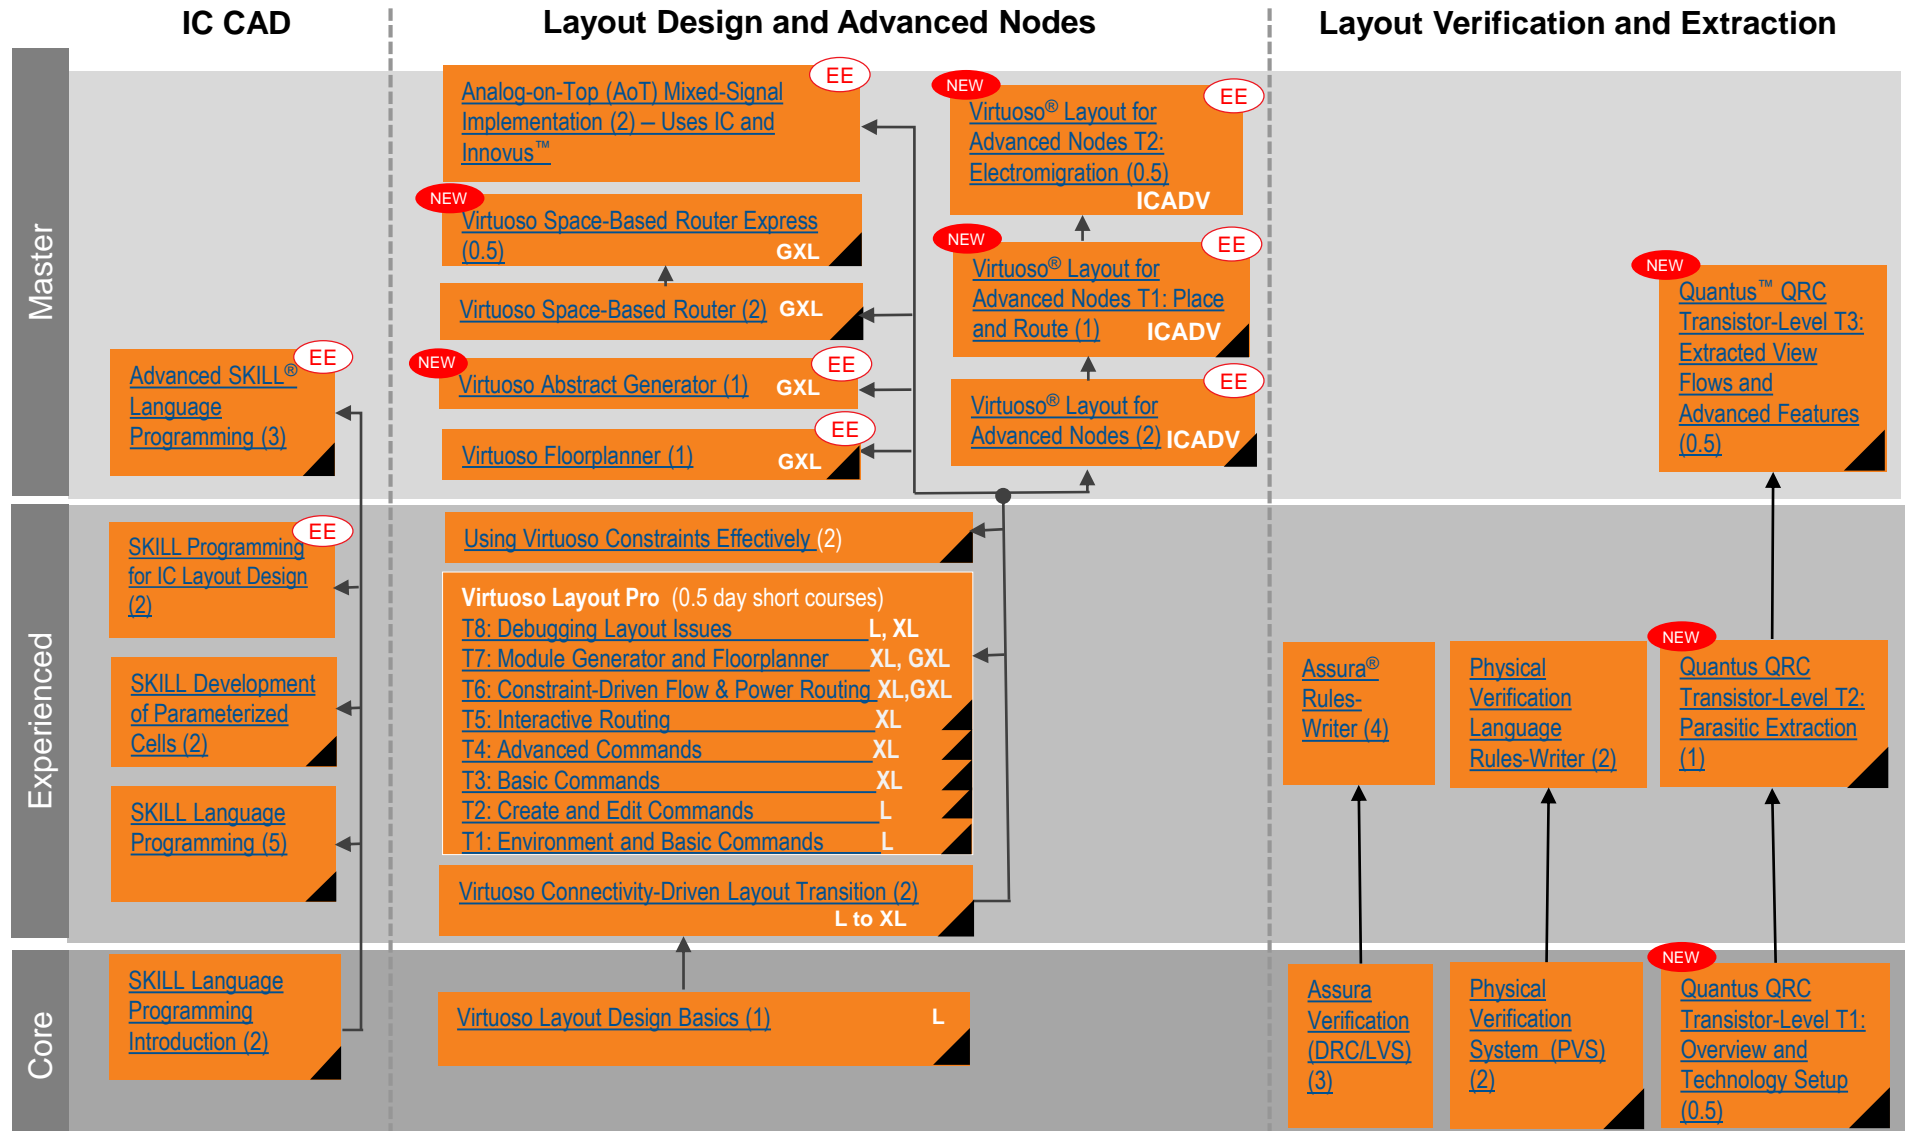 IC CAD
Layout Design and Advanced Nodes
Layout Verification and Extraction
Master
EE
Advanced SKILL®
Language
Programming (3)
EE
Analog-on-Top (AoT) Mixed-Signal
Implementation (2) – Uses IC and
Innovus™
NEW
Virtuoso Space-Based Router Express
(0.5)
GXL
Virtuoso Space-Based Router (2) GXL
NEW
EE
Virtuoso Abstract Generator (1) GXL
EE
Virtuoso Floorplanner (1) GXL
NEW
EE
Virtuoso® Layout for
Advanced Nodes T2:
Electromigration (0.5)
ICADV
NEW
EE
Virtuoso® Layout for
Advanced Nodes T1: Place
and Route (1) ICADV
EE
Virtuoso® Layout for
Advanced Nodes (2) ICADV
NEW
Quantus™ QRC
Transistor-Level T3:
Extracted View
Flows and
Advanced Features
(0.5)
Experienced
EE
SKILL Programming
for IC Layout Design
(2)
SKILL Development
of Parameterized
Cells (2)
SKILL Language
Programming (5)
Using Virtuoso Constraints Effectively (2)
Virtuoso Layout Pro (0.5 day short courses)
T8: Debugging Layout Issues L, XL
T7: Module Generator and Floorplanner XL, GXL
T6: Constraint-Driven Flow & Power Routing XL,GXL
T5: Interactive Routing XL
T4: Advanced Commands XL
T3: Basic Commands XL
T2: Create and Edit Commands L
T1: Environment and Basic Commands L
Virtuoso Connectivity-Driven Layout Transition (2)
L to XL
Assura®
Rules-
Writer (4)
Physical
Verification
Language
Rules-Writer (2)
NEW
Quantus QRC
Transistor-Level T2:
Parasitic Extraction
(1)
Core
SKILL Language
Programming
Introduction (2)
Virtuoso Layout Design Basics (1) L
Assura
Verification
(DRC/LVS)
(3)
Physical
Verification
System (PVS)
(2)
NEW
Quantus QRC
Transistor-Level T1:
Overview and
Technology Setup
(0.5)